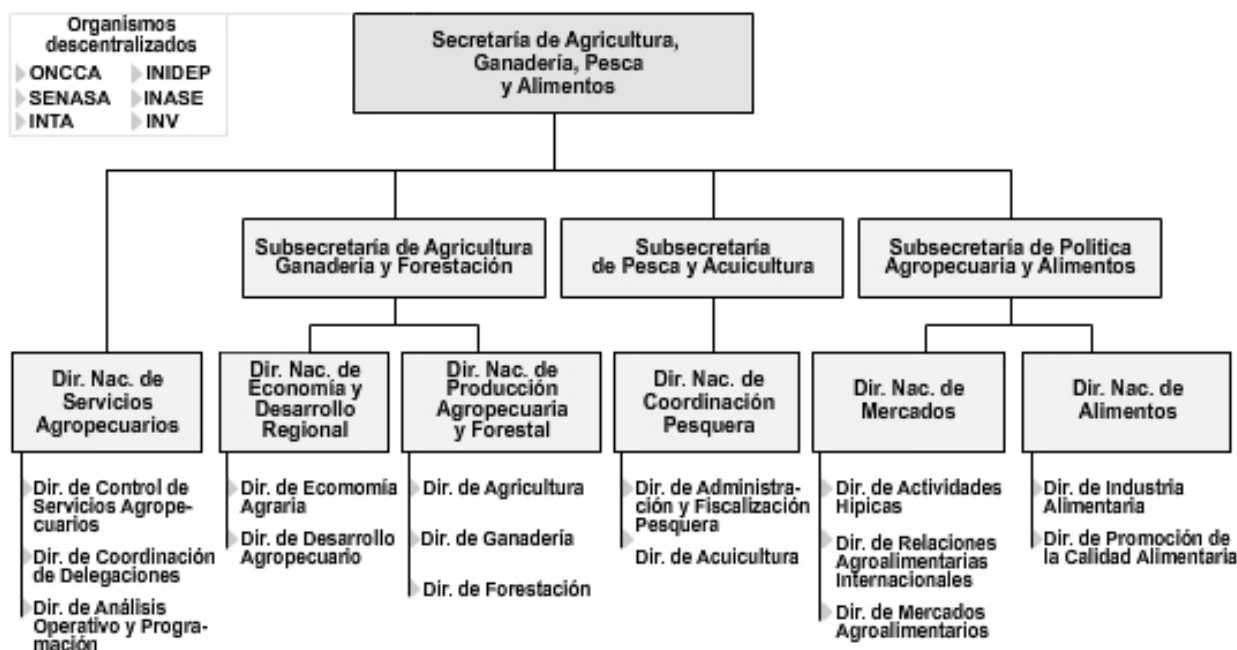 Organismos
descentralizados
ONCCA INIDEP
SENASA INASE
INTA INV
Secretaría de Agricultura,
Ganadería, Pesca
y Alimentos
Subsecretaría de Agricultura
Ganadería y Forestación
Subsecretaría
de Pesca y Acuicultura
Subsecretaría de Política
Agropecuaria y Alimentos
Dir. Nac. de
Servicios
Agropecuarios
Dir. Nac. de
Economía y
Desarrollo
Regional
Dir. Nac. de
Producción
Agropecuaria
y Forestal
Dir. Nac. de
Coordinación
Pesquera
Dir. Nac. de
Mercados
Dir. Nac. de
Alimentos
Dir. de Control de
Servicios Agrope-
cuarios
Dir. de Coordinación
de Delegaciones
Dir. de Análisis
Operativo y Progra-
mación
Dir. de Ecomomía
Agraria
Dir. de Desarrollo
Agropecuario
Dir. de Agricultura
Dir. de Ganadería
Dir. de Forestación
Dir. de Administra-
ción y Fiscalización
Pesquera
Dir. de Acuicultura
Dir. de Actividades
Hípicas
Dir. de Relaciones
Agroalimentarias
Internacionales
Dir. de Mercados
Agroalimentarios
Dir. de Industria
Alimentaria
Dir. de Promoción de
la Calidad Alimentaria